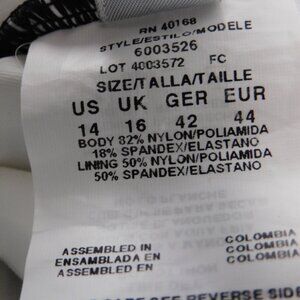 RN 40168
STYLE/ESTILO/MODELE
6003526
LOT 4003572 FC
SIZE/TALLA/TAILLE
US UK GER EUR
14 16 42 44
BODY 82% NYLON/POLIAMIDA
18% SPANDEX/ELASTANO
LINING 50% NYLON/POLIAMIDA
50% SPANDEX/ELASTANO
ASSEMBLED IN COLOMBIA
ENSAMBLADA EN COLOMBIA
ASSEMBLED EN COLOMBIA
REVERSE SIDE